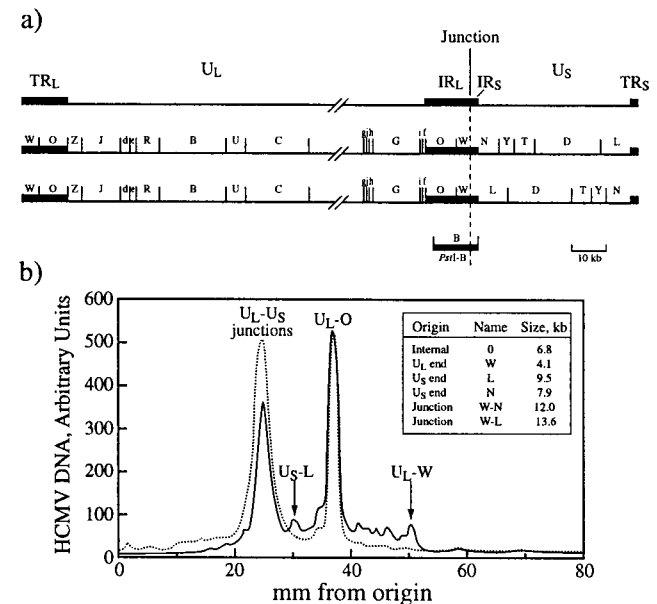 a)
Junction
TRL UL IRL IRS US TRS
W O Z J d e R B U C g j h G i f O W N Y T D L
W O Z J d e R B U C g j h G i f O W L D T Y N
B
PstI-B
10 kb
b)
HCMV DNA, Arbitrary Units
600
500
400
300
200
100
0
UL-US
junctions
UL-O
US-L
UL-W
Origin Name Size, kb
Internal 0 6.8
UL end W 4.1
US end L 9.5
US end N 7.9
Junction W-N 12.0
Junction W-L 13.6
0 20 40 60 80
mm from origin